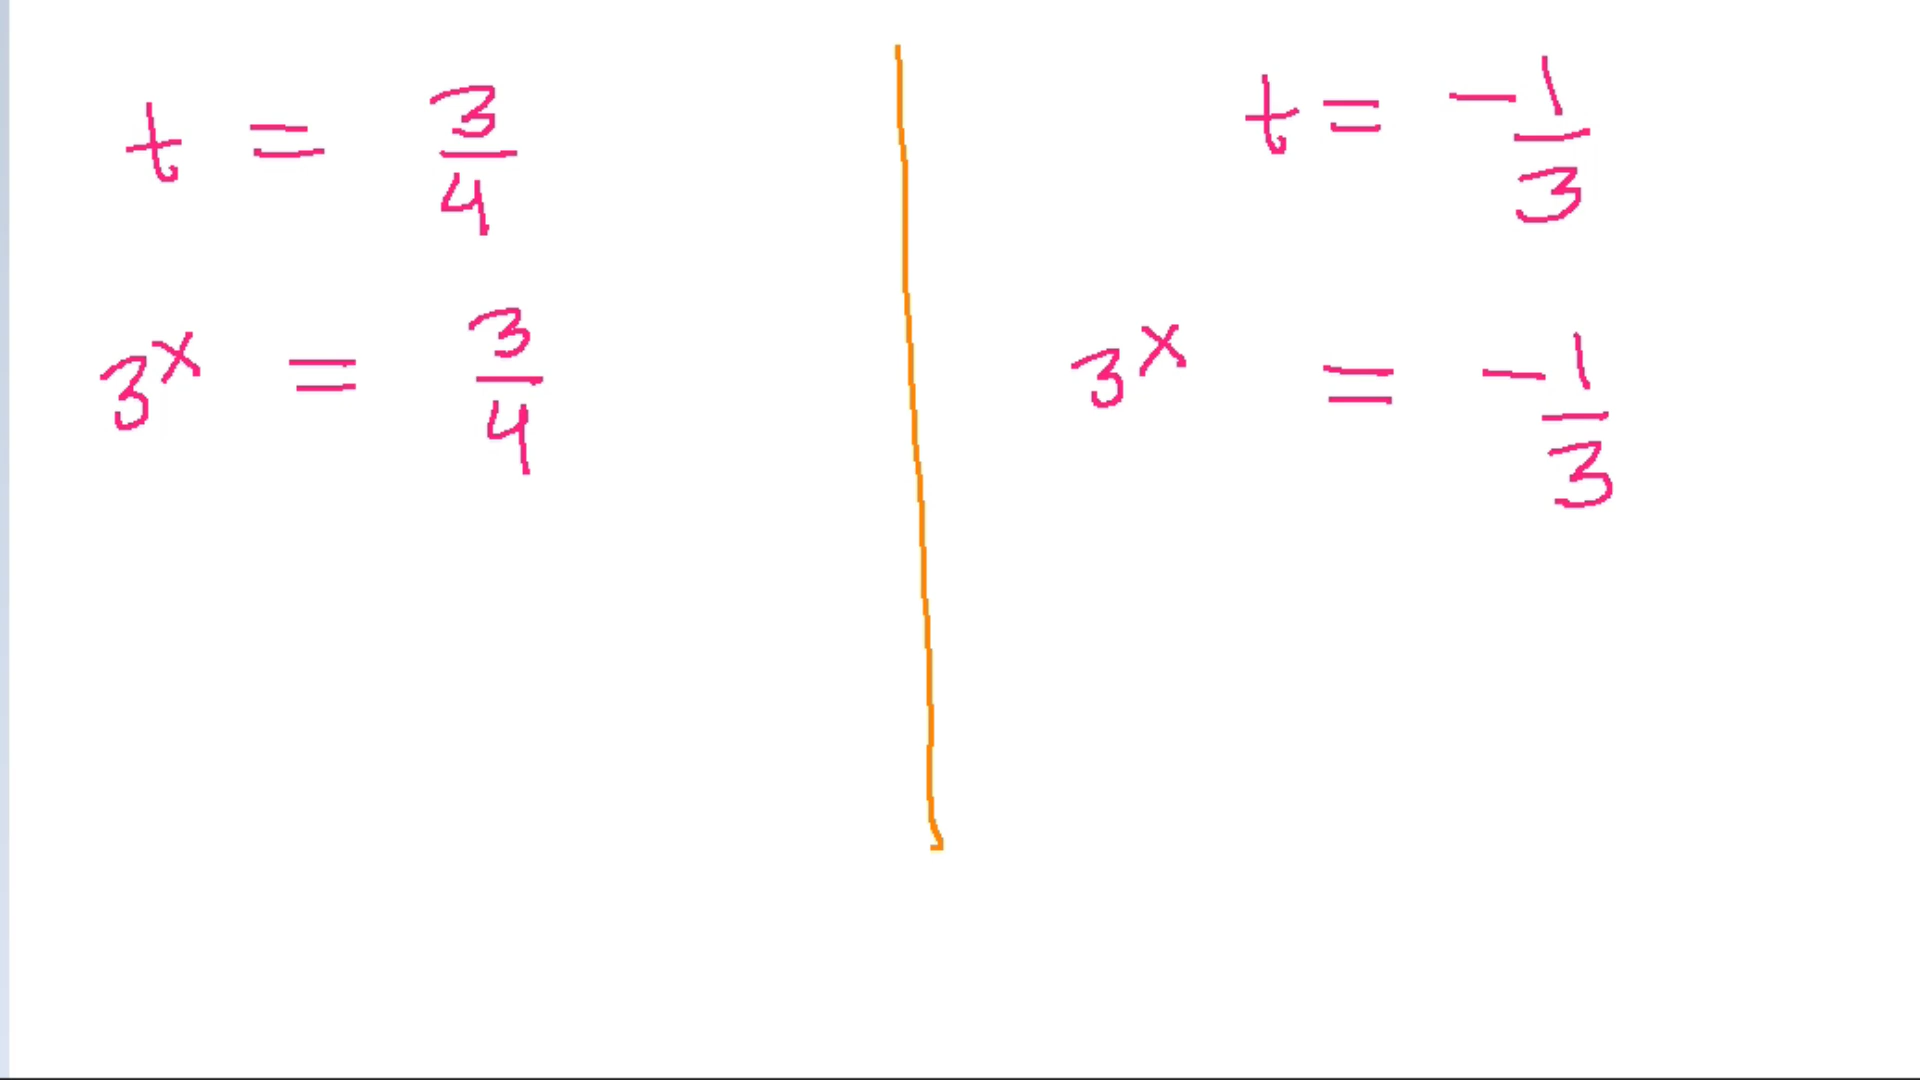 t = 3/4
3^x = 3/4
t = -1/3
3^x = -1/3